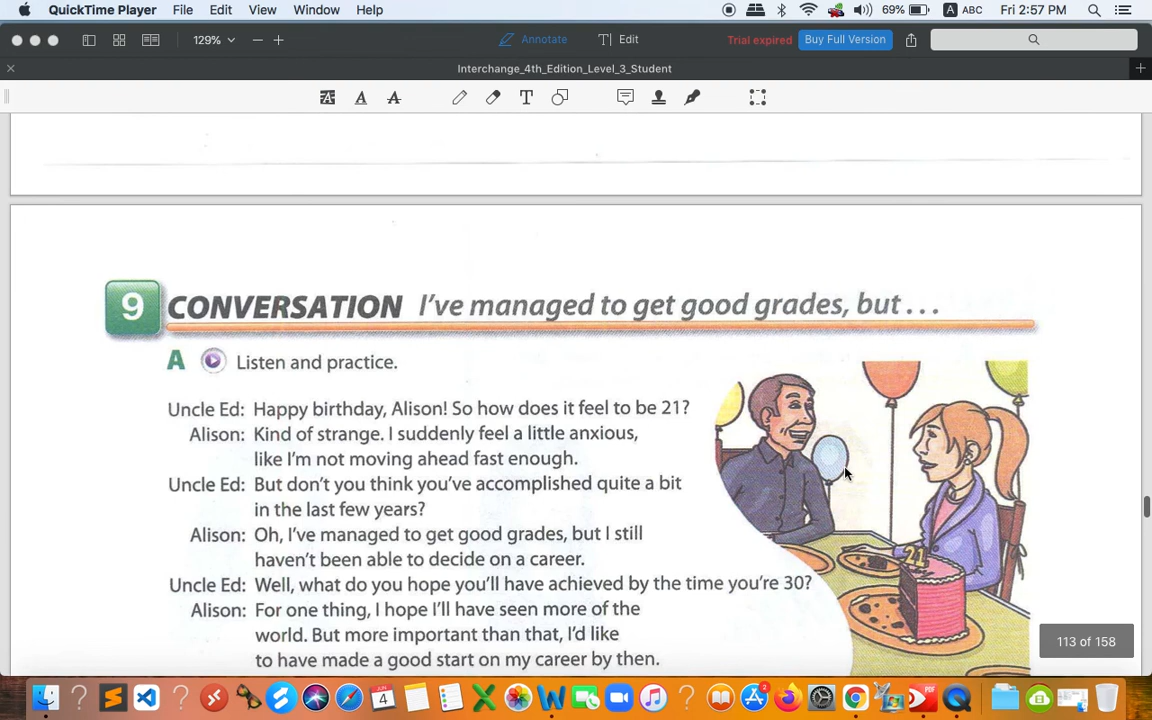 QuickTime Player File Edit View Window Help 69% A ABC Fri 2:57 PM
129% Annotate T Edit Trial expired Buy Full Version
Interchange_4th_Edition_Level_3_Student
A A A T
9 CONVERSATION I've managed to get good grades, but . . .
A Listen and practice.
Uncle Ed: Happy birthday, Alison! So how does it feel to be 21?
Alison: Kind of strange. I suddenly feel a little anxious,
like I'm not moving ahead fast enough.
Uncle Ed: But don't you think you've accomplished quite a bit
in the last few years?
Alison: Oh, I've managed to get good grades, but I still
haven't been able to decide on a career.
Uncle Ed: Well, what do you hope you'll have achieved by the time you're 30?
Alison: For one thing, I hope I'll have seen more of the
world. But more important than that, I'd like
to have made a good start on my career by then.
21
113 of 158
4
2
PDF